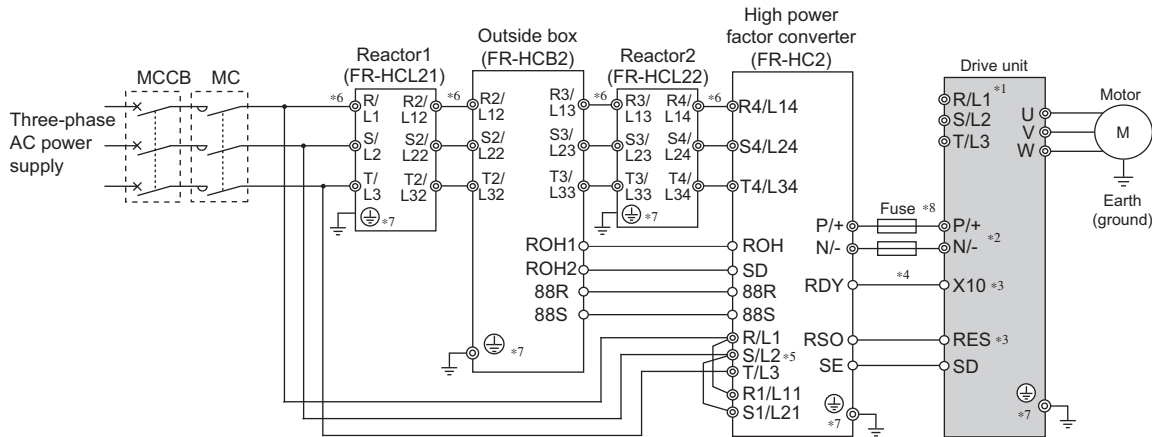 High power
factor converter
(FR-HC2)
Outside box
(FR-HCB2)
Reactor1
(FR-HCL21)
Reactor2
(FR-HCL22)
Drive unit
MCCB
MC
Motor
Three-phase
AC power
supply
*6
R/
L1
R2/
L12
*6
R2/
L12
R3/
L13
*6
R3/
L13
R4/
L14
*6
R4/L14
R/L1
*1
S/L2
T/L3
U
V
W
M
S/
L2
S2/
L22
S2/
L22
S3/
L23
S3/
L23
S4/
L24
S4/L24
T/
L3
T2/
L32
T2/
L32
T3/
L33
T3/
L33
T4/
L34
T4/L34
Earth
(ground)
*7
*7
Fuse
*8
P/+
P/+
N/-
N/-
*2
ROH1
ROH
ROH2
SD
88R
88R
88S
88S
RDY
*4
X10
*3
*7
R/L1
S/L2
*5
T/L3
R1/L11
S1/L21
RSO
RES
*3
SE
SD
*7
*7